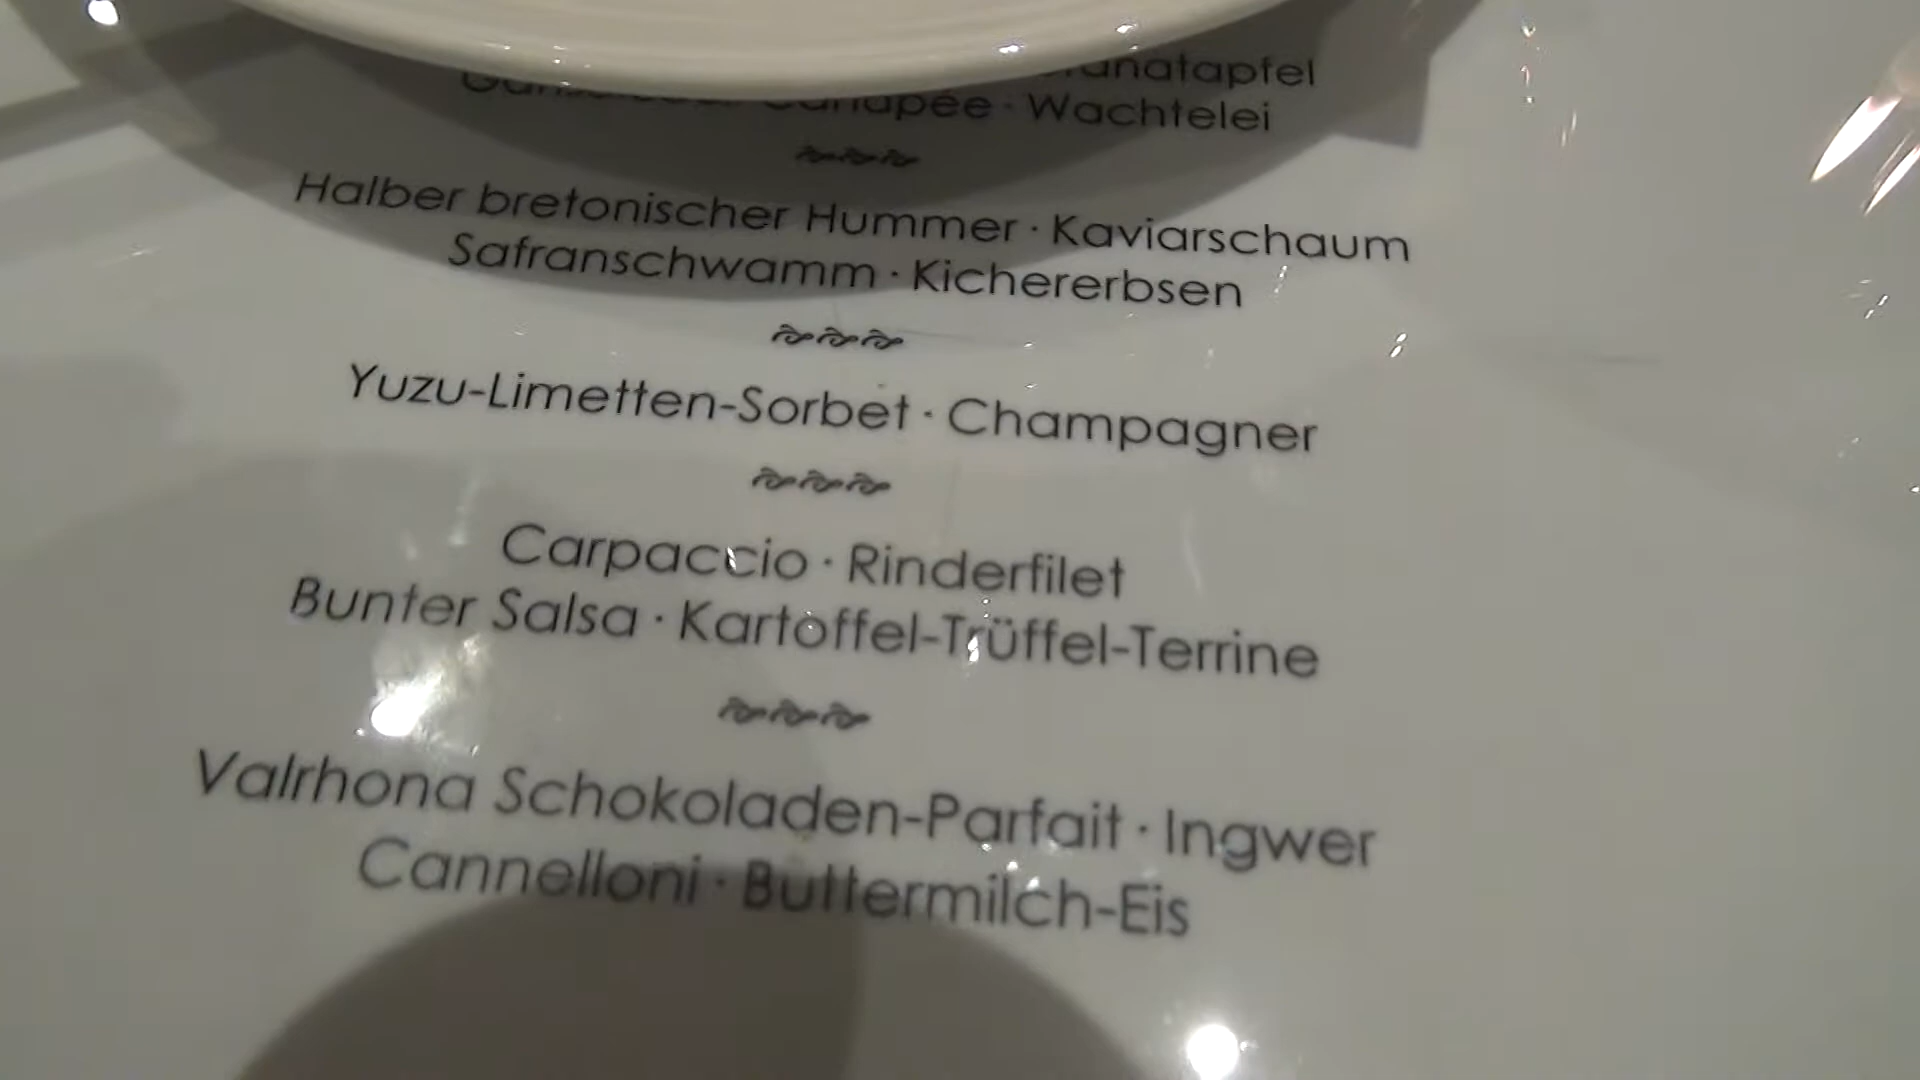 Wachtelei
Halber bretonischer Hummer · Kaviarschaum
Safranschwamm · Kichererbsen
Yuzu-Limetten-Sorbet · Champagner
Carpaccio · Rinderfilet
Bunter Salsa · Kartoffel-Trüffel-Terrine
Valrhona Schokoladen-Parfait · Ingwer
Cannelloni · Buttermilch-Eis